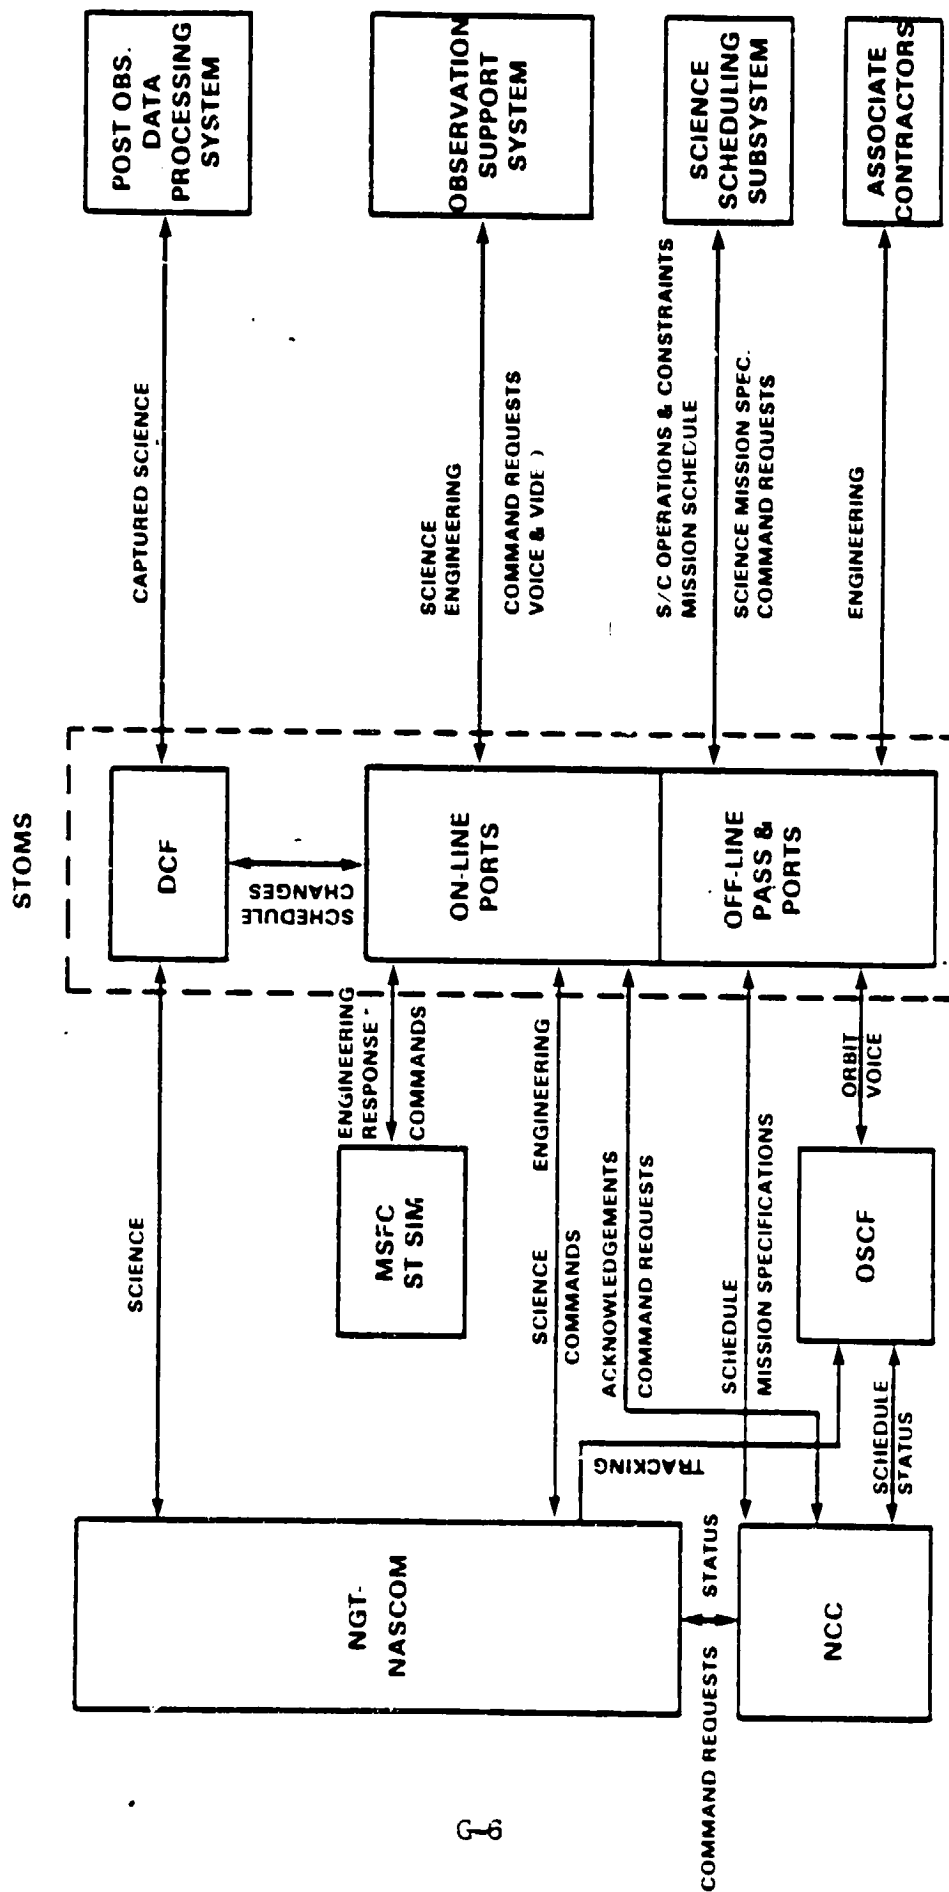 STOMS
NGT-
NASCOM
SCIENCE
DCF
CAPTURED SCIENCE
POST OBS.
DATA
PROCESSING
SYSTEM
SCHEDULE
CHANGES
MSFC
ST SIM
ENGINEERING
RESPONSE
COMMANDS
SCIENCE ENGINEERING
COMMANDS
ON-LINE
PORTS
SCIENCE
ENGINEERING
COMMAND REQUESTS
VOICE & VIDE )
OBSERVATION
SUPPORT
SYSTEM
ACKNOWLEDGEMENTS
COMMAND REQUESTS
TRACKING
COMMAND REQUESTS STATUS
NCC
SCHEDULE
MISSION SPECIFICATIONS
OFF-LINE
PASS &
PORTS
S/C OPERATIONS & CONSTRAINTS
MISSION SCHEDULE
SCIENCE MISSION SPEC.
COMMAND REQUESTS
SCIENCE
SCHEDULING
SUBSYSTEM
SCHEDULE
STATUS
OSCF
ORBIT
VOICE
ENGINEERING
ASSOCIATE
CONTRACTORS
G-6